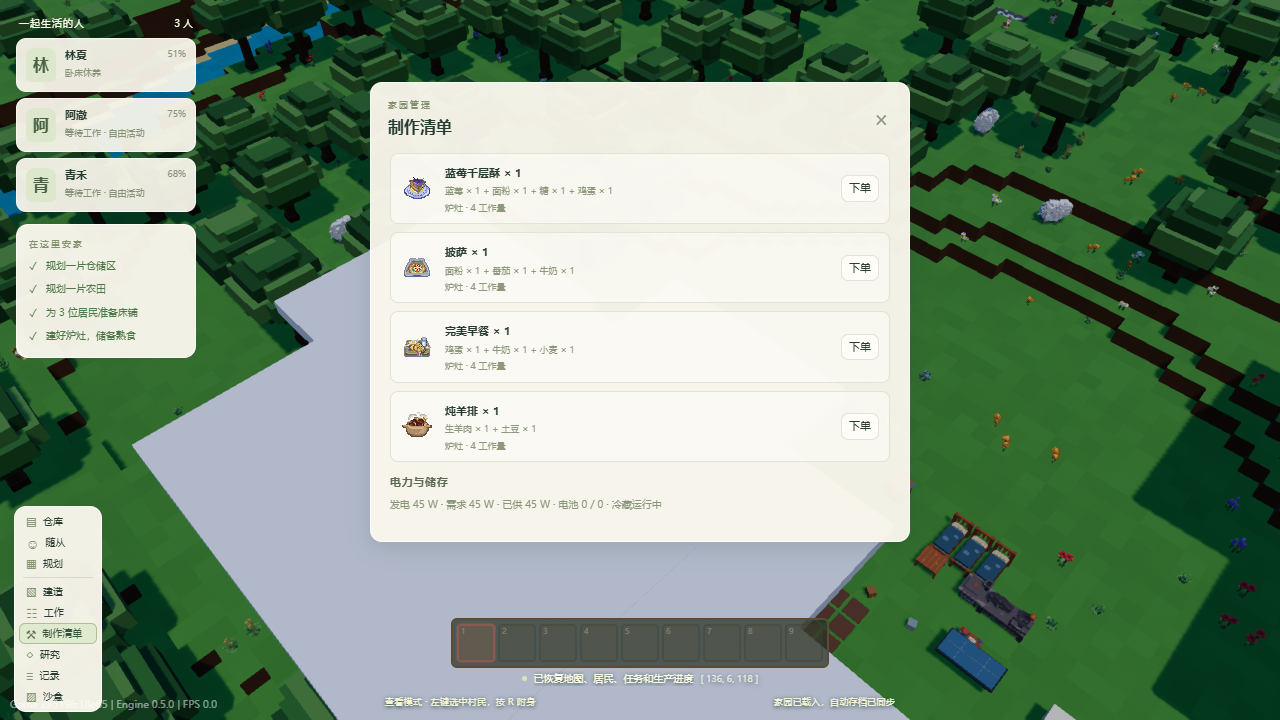 一起生活的人 3 人
林 林夏 51%
卧床休养
阿 阿澈 75%
等待工作 · 自由活动
青 青禾 68%
等待工作 · 自由活动
在这里安家
✓ 规划一片仓储区
✓ 规划一片农田
✓ 为 3 位居民准备床铺
✓ 建好炉灶，储备熟食
家园管理
制作清单
蓝莓千层酥 × 1
蓝莓 × 1 + 面粉 × 1 + 糖 × 1 + 鸡蛋 × 1
炉灶 · 4 工作量
下单
披萨 × 1
面粉 × 1 + 番茄 × 1 + 牛奶 × 1
炉灶 · 4 工作量
下单
完美早餐 × 1
鸡蛋 × 1 + 牛奶 × 1 + 小麦 × 1
炉灶 · 4 工作量
下单
炖羊排 × 1
生羊肉 × 1 + 土豆 × 1
炉灶 · 4 工作量
下单
电力与储存
发电 45 W · 需求 45 W · 已供 45 W · 电池 0 / 0 · 冷藏运行中
仓库
随从
规划
建造
工作
制作清单
研究
记录
沙盒
1 2 3 4 5 6 7 8 9
已恢复地图、居民、任务和生产进度 [ 136, 6, 118 ]
查看模式 · 左键选中村民，按 R 附身
家园已载入，自动存档已同步
| Engine 0.5.0 | FPS 0.0